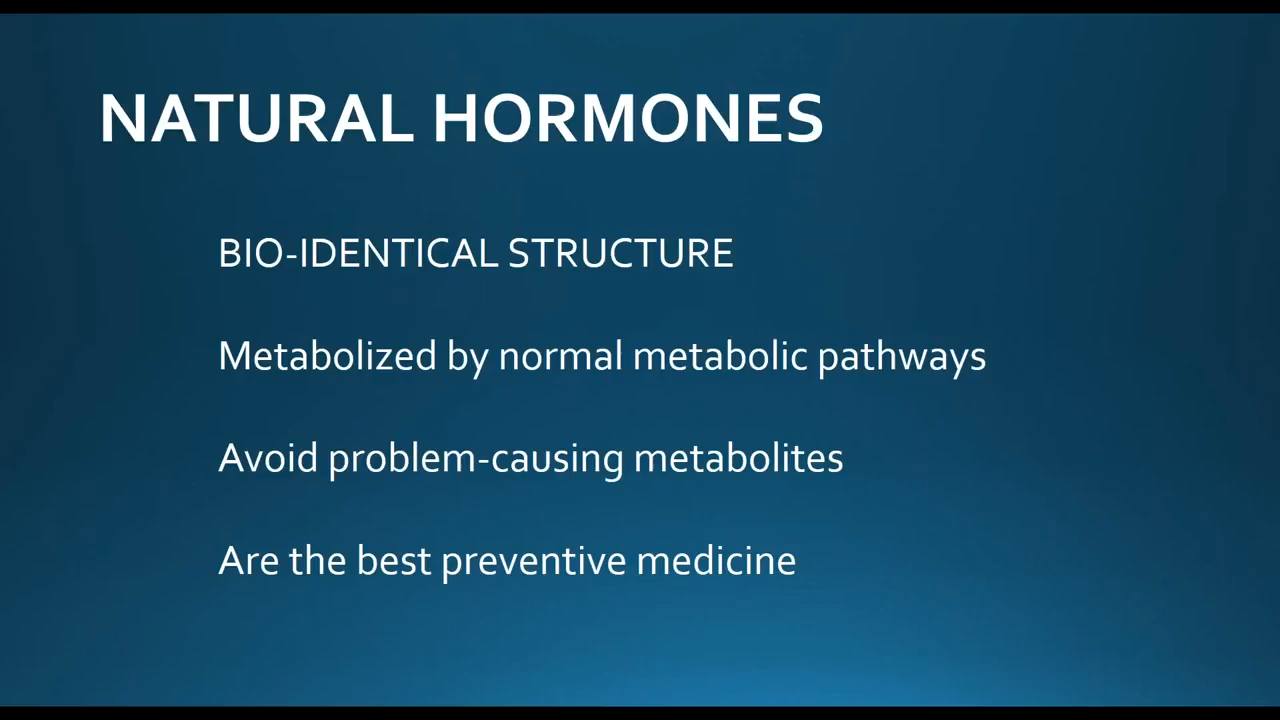 NATURAL HORMONES
BIO-IDENTICAL STRUCTURE
Metabolized by normal metabolic pathways
Avoid problem-causing metabolites
Are the best preventive medicine